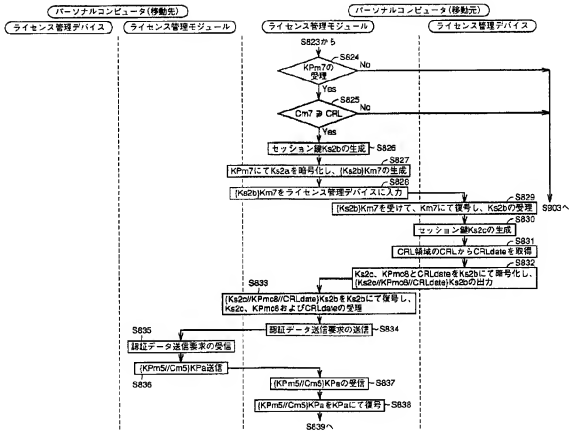 パーソナルコンピュータ(移動先)
パーソナルコンピュータ(移動元)
ライセンス管理デバイス
ライセンス管理モジュール
ライセンス管理モジュール
ライセンス管理デバイス
S823から
KPm7の受理
S824
No
Yes
Cm7 ∌ CRL
S825
No
Yes
セッション鍵Ks2bの生成
S826
S827
KPm7にてKs2aを暗号化し、{Ks2b}Km7の生成
S828
{Ks2b}Km7をライセンス管理デバイスに入力
S829
{Ks2b}Km7を受けて、Km7にて復号し、Ks2bの受理
S903へ
S830
セッション鍵Ks2cの生成
S831
CRL領域のCRLからCRLdateを取得
S832
Ks2c、KPmc8とCRLdateをKs2bにて暗号化し、
{Ks2c//KPmc8//CRLdate}Ks2bの出力
S833
{Ks2c//KPmc8//CRLdate}Ks2bをKs2bにて復号し、
Ks2c、KPmc8およびCRLdateの受理
認証データ送信要求の送信
S834
S835
認証データ送信要求の受信
{KPm5//Cm5}KPa送信
S836
{KPm5//Cm5}KPaの受信
S837
{KPm5//Cm5}KPaをKPaにて復号
S838
S839へ